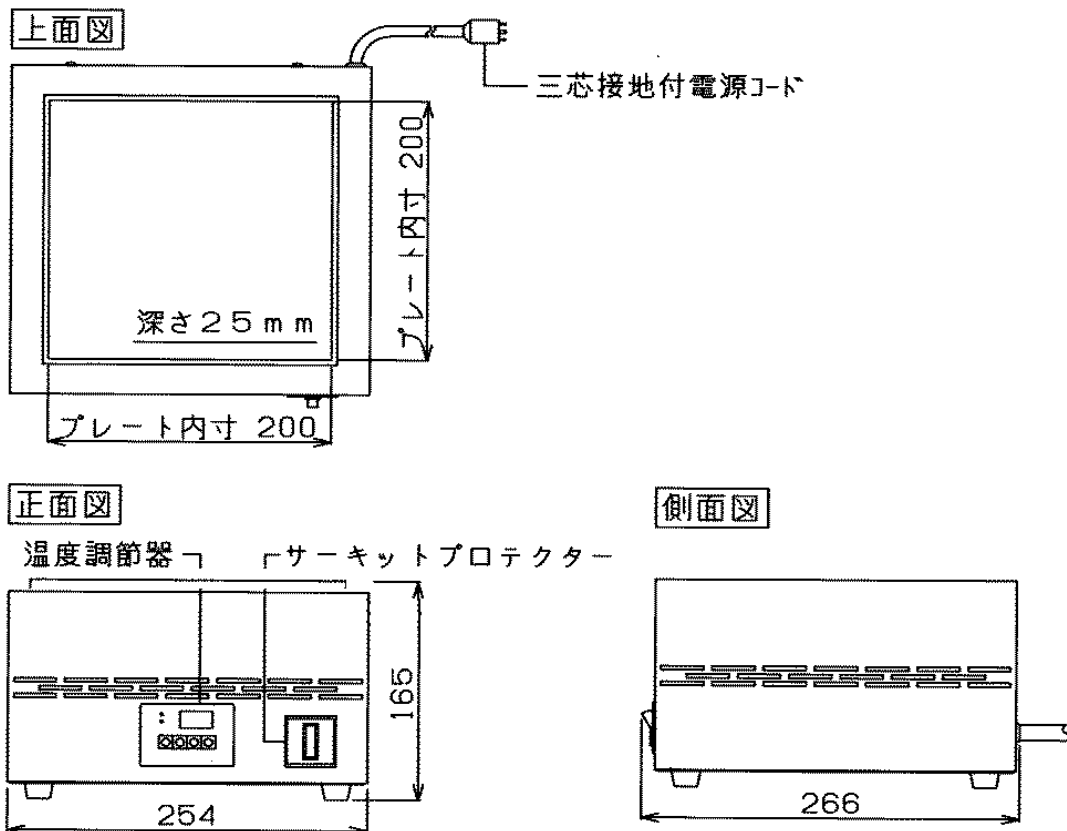 上面図
三芯接地付電源コード
プレート内寸 200
深さ25mm
プレート内寸 200
正面図
側面図
温度調節器
サーキットプロテクター
165
254
266